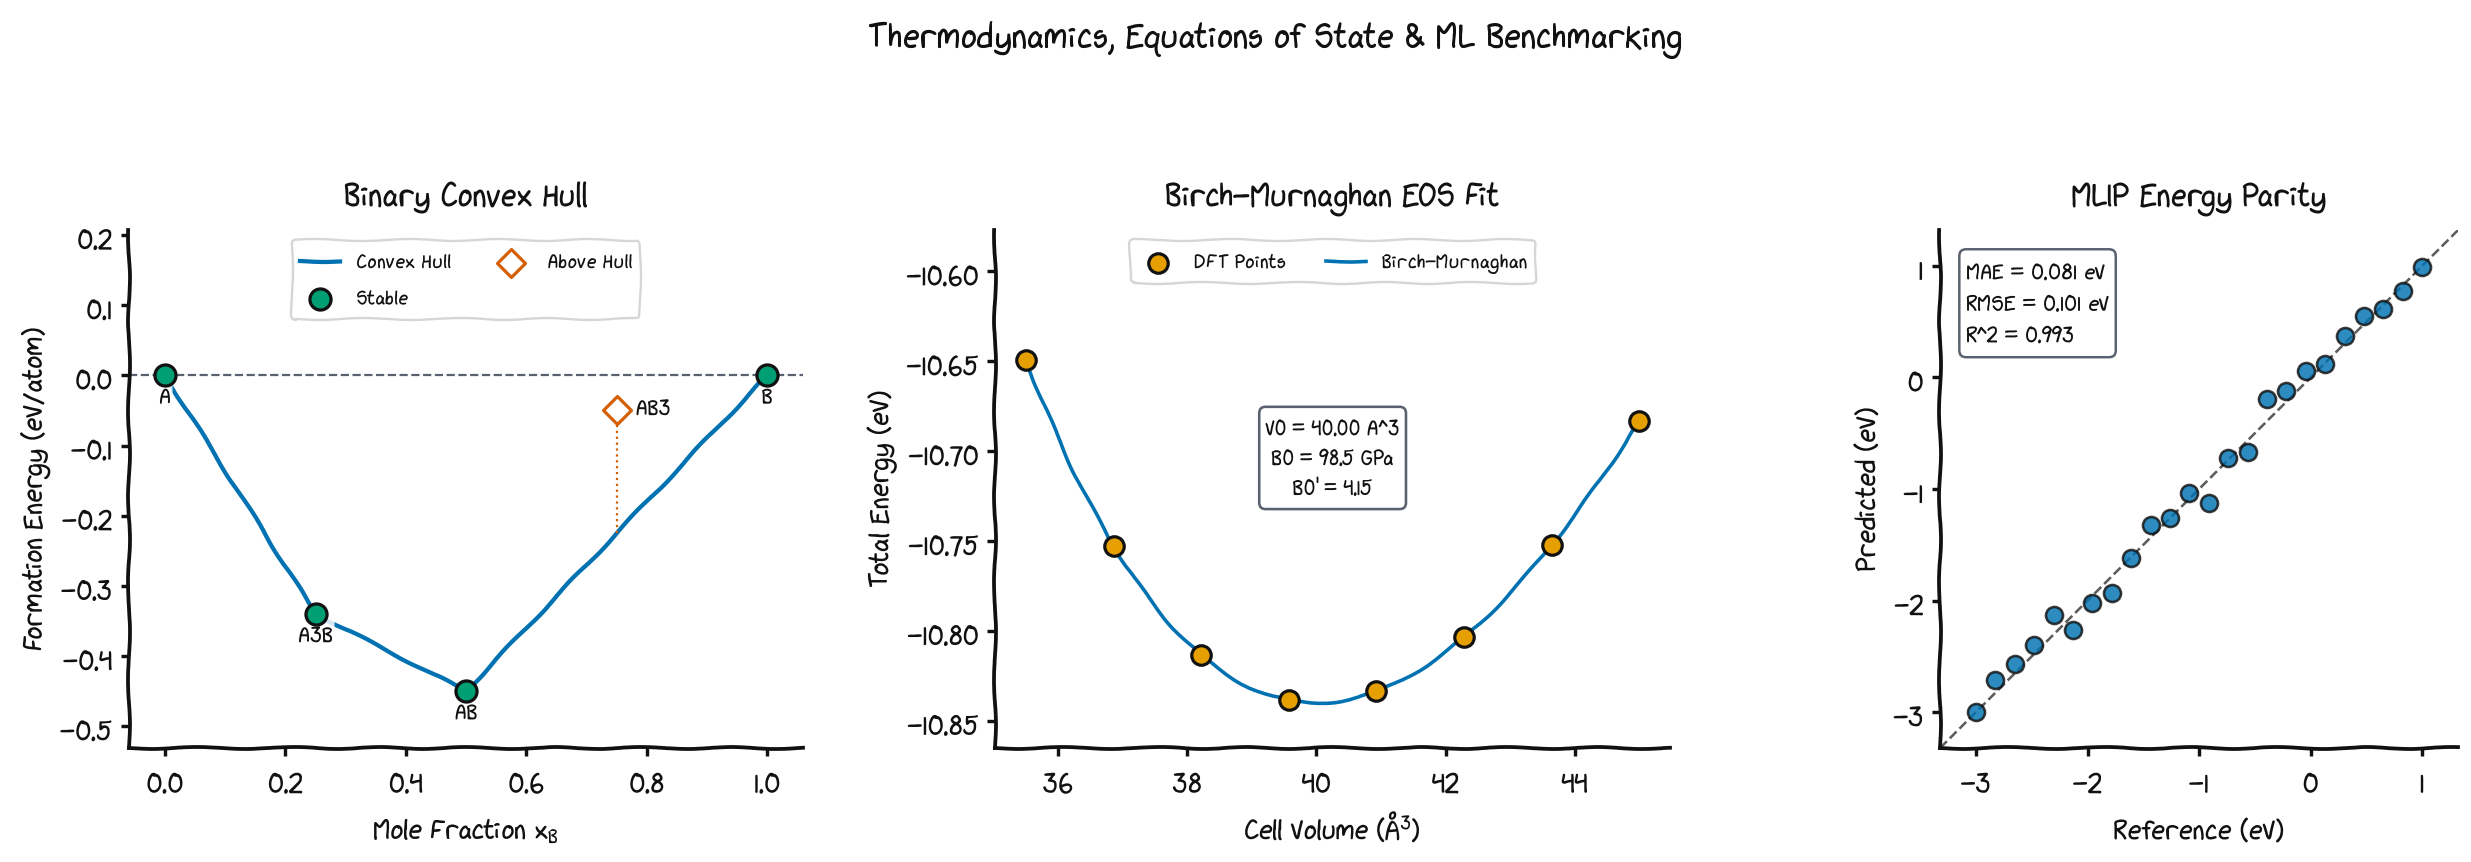 Thermodynamics, Equations of State & ML Benchmarking
Binary Convex Hull
Convex Hull
Above Hull
Stable
0.2
0.1
0.0
−0.1
−0.2
−0.3
−0.4
−0.5
Formation Energy (eV/atom)
A
B
AB3
A3B
AB
0.0
0.2
0.4
0.6
0.8
1.0
Mole Fraction x_B
Birch−Murnaghan EOS Fit
DFT Points
Birch−Murnaghan
−10.60
−10.65
−10.70
−10.75
−10.80
−10.85
Total Energy (eV)
V0 = 40.00 A^3
B0 = 98.5 GPa
B0' = 4.15
36
38
40
42
44
Cell Volume (Å³)
MLIP Energy Parity
MAE = 0.081 eV
RMSE = 0.101 eV
R^2 = 0.993
1
0
−1
−2
−3
Predicted (eV)
−3
−2
−1
0
1
Reference (eV)